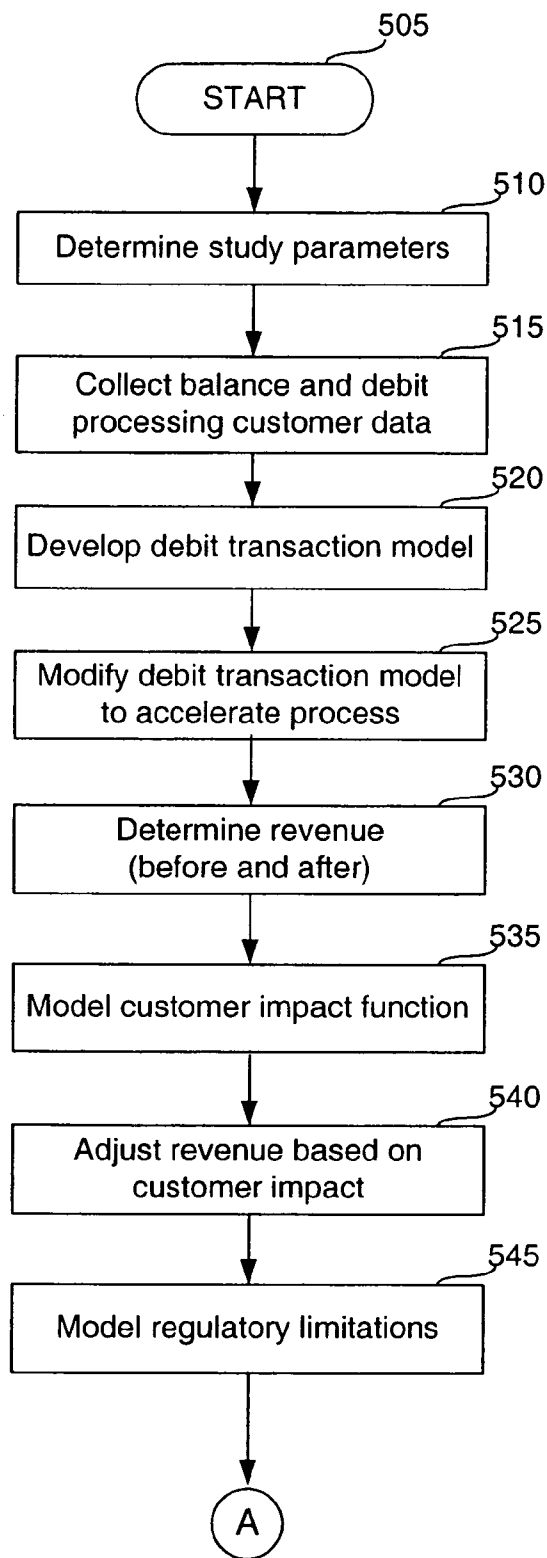 505
START
510
Determine study parameters
515
Collect balance and debit
processing customer data
520
Develop debit transaction model
525
Modify debit transaction model
to accelerate process
530
Determine revenue
(before and after)
535
Model customer impact function
540
Adjust revenue based on
customer impact
545
Model regulatory limitations
A